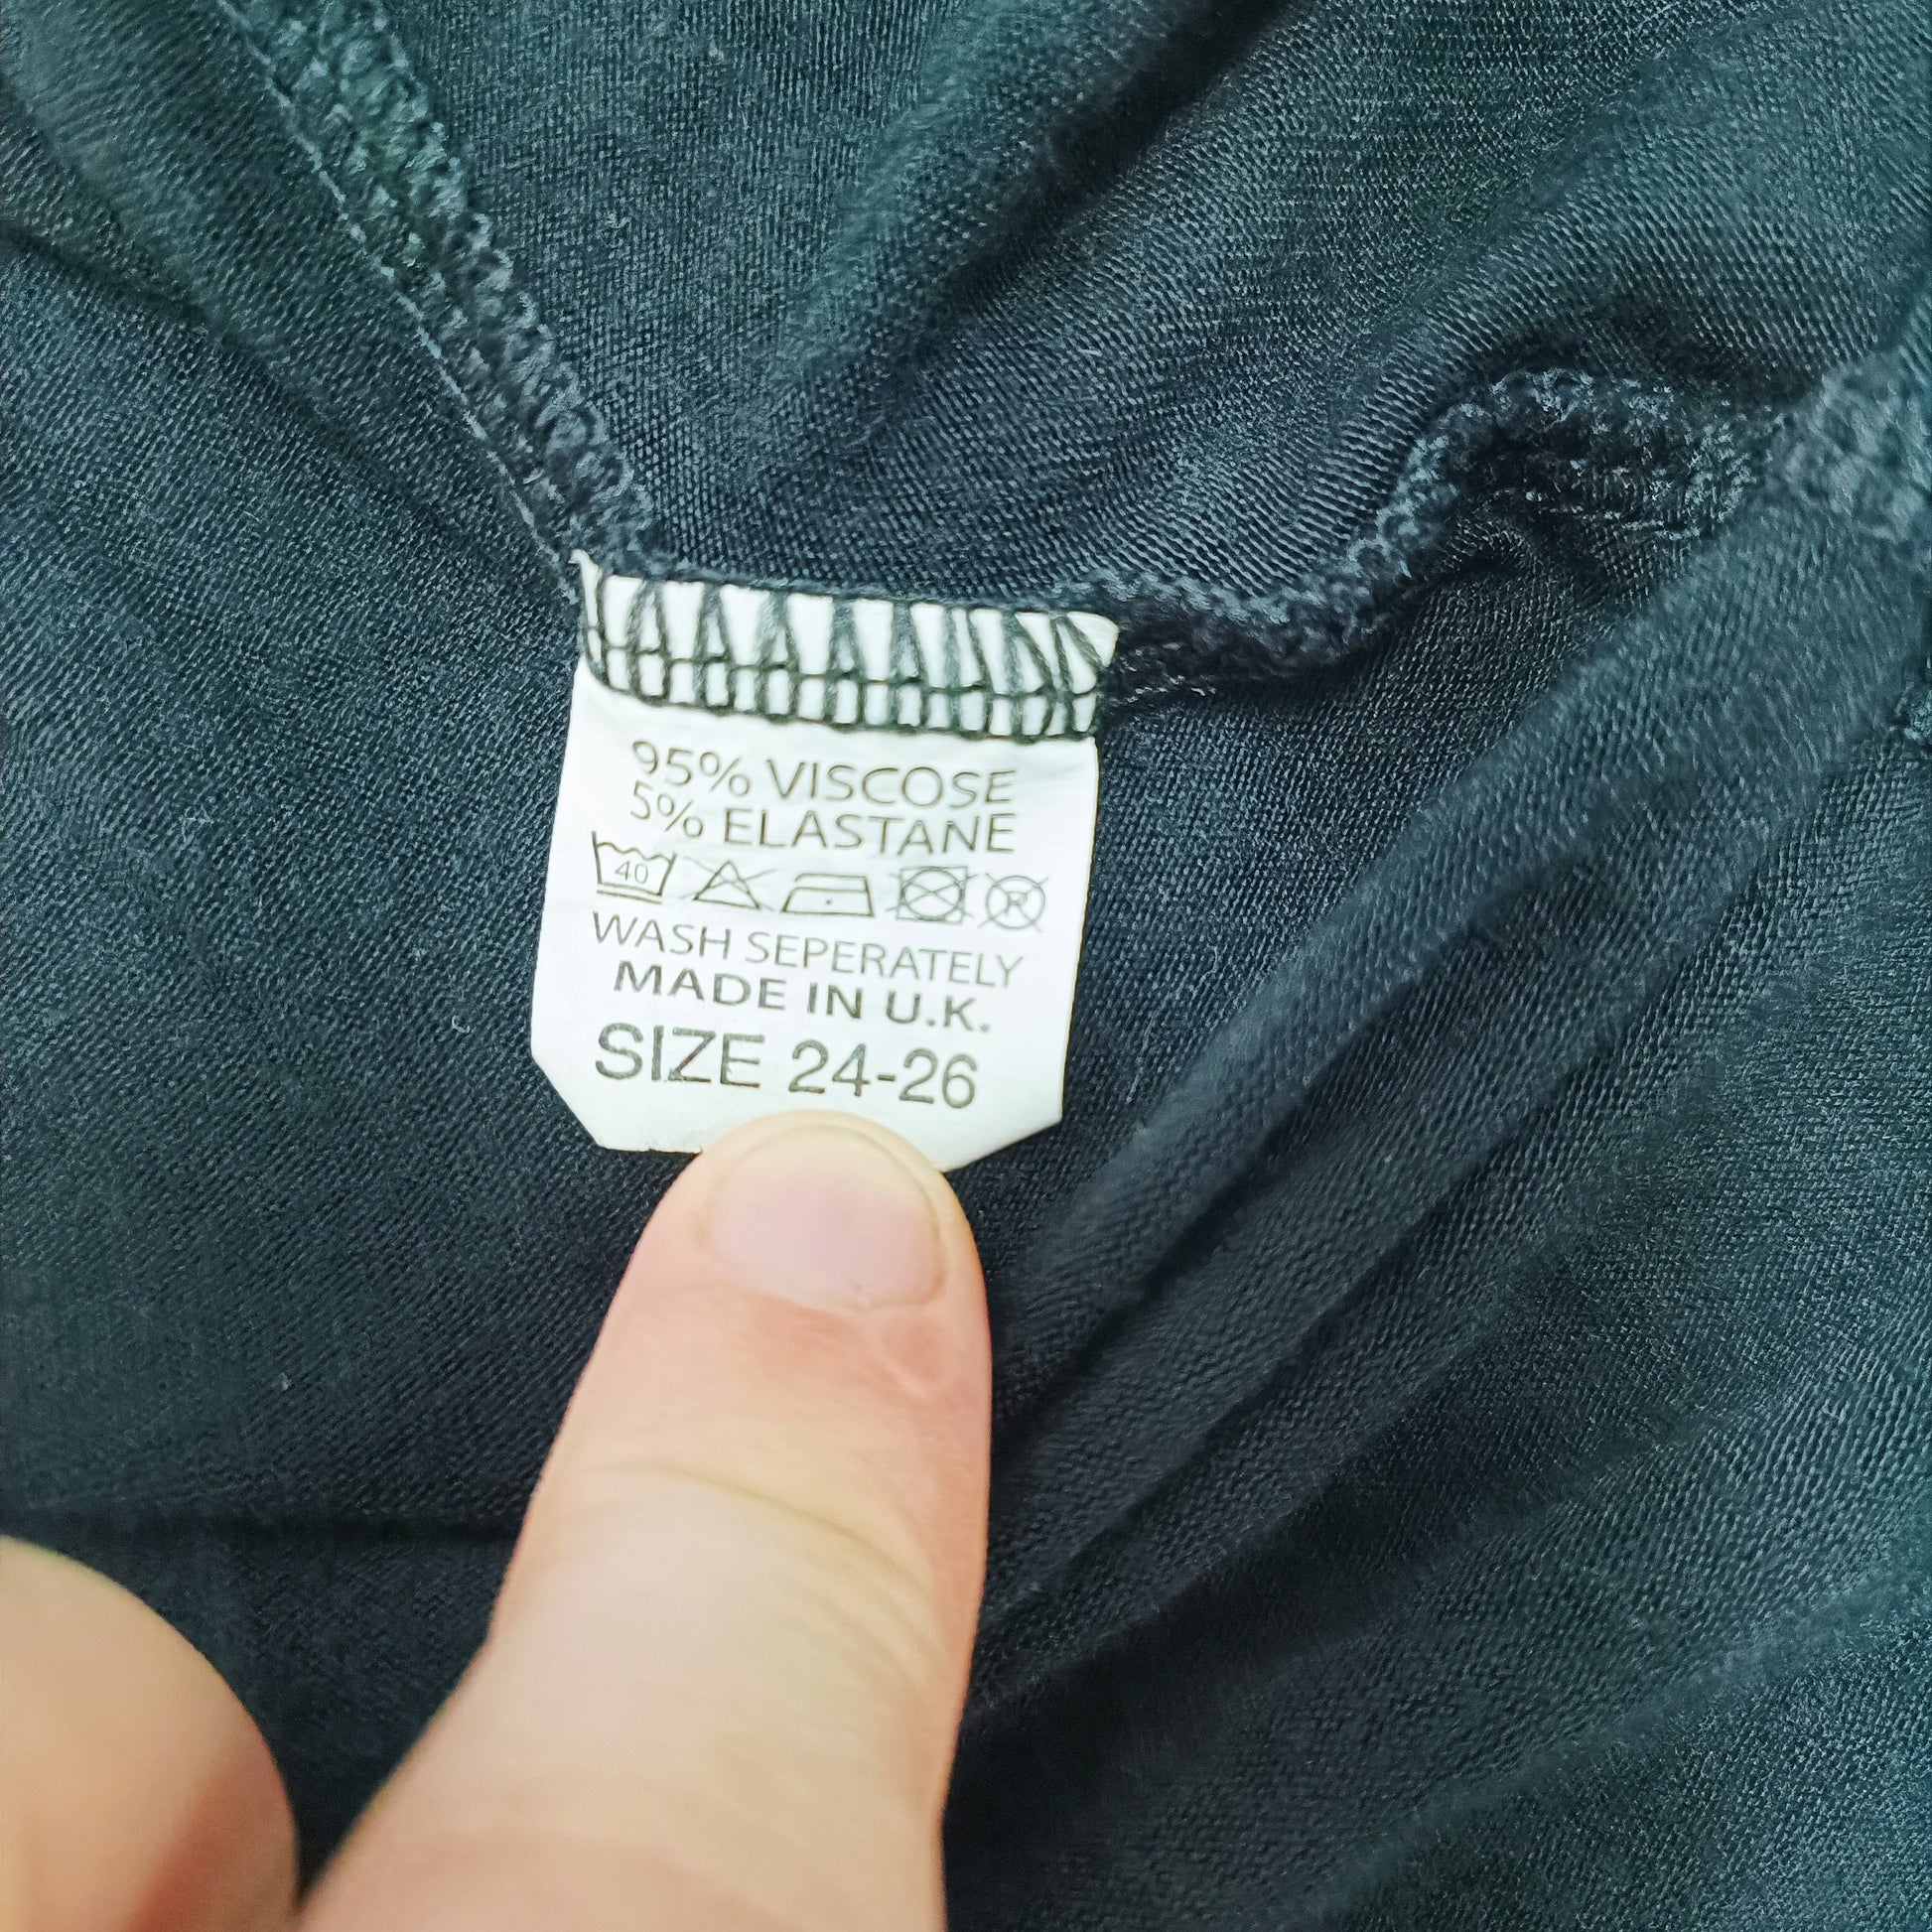 95% VISCOSE
5% ELASTANE
40 P
WASH SEPERATELY
MADE IN U.K.
SIZE 24-26